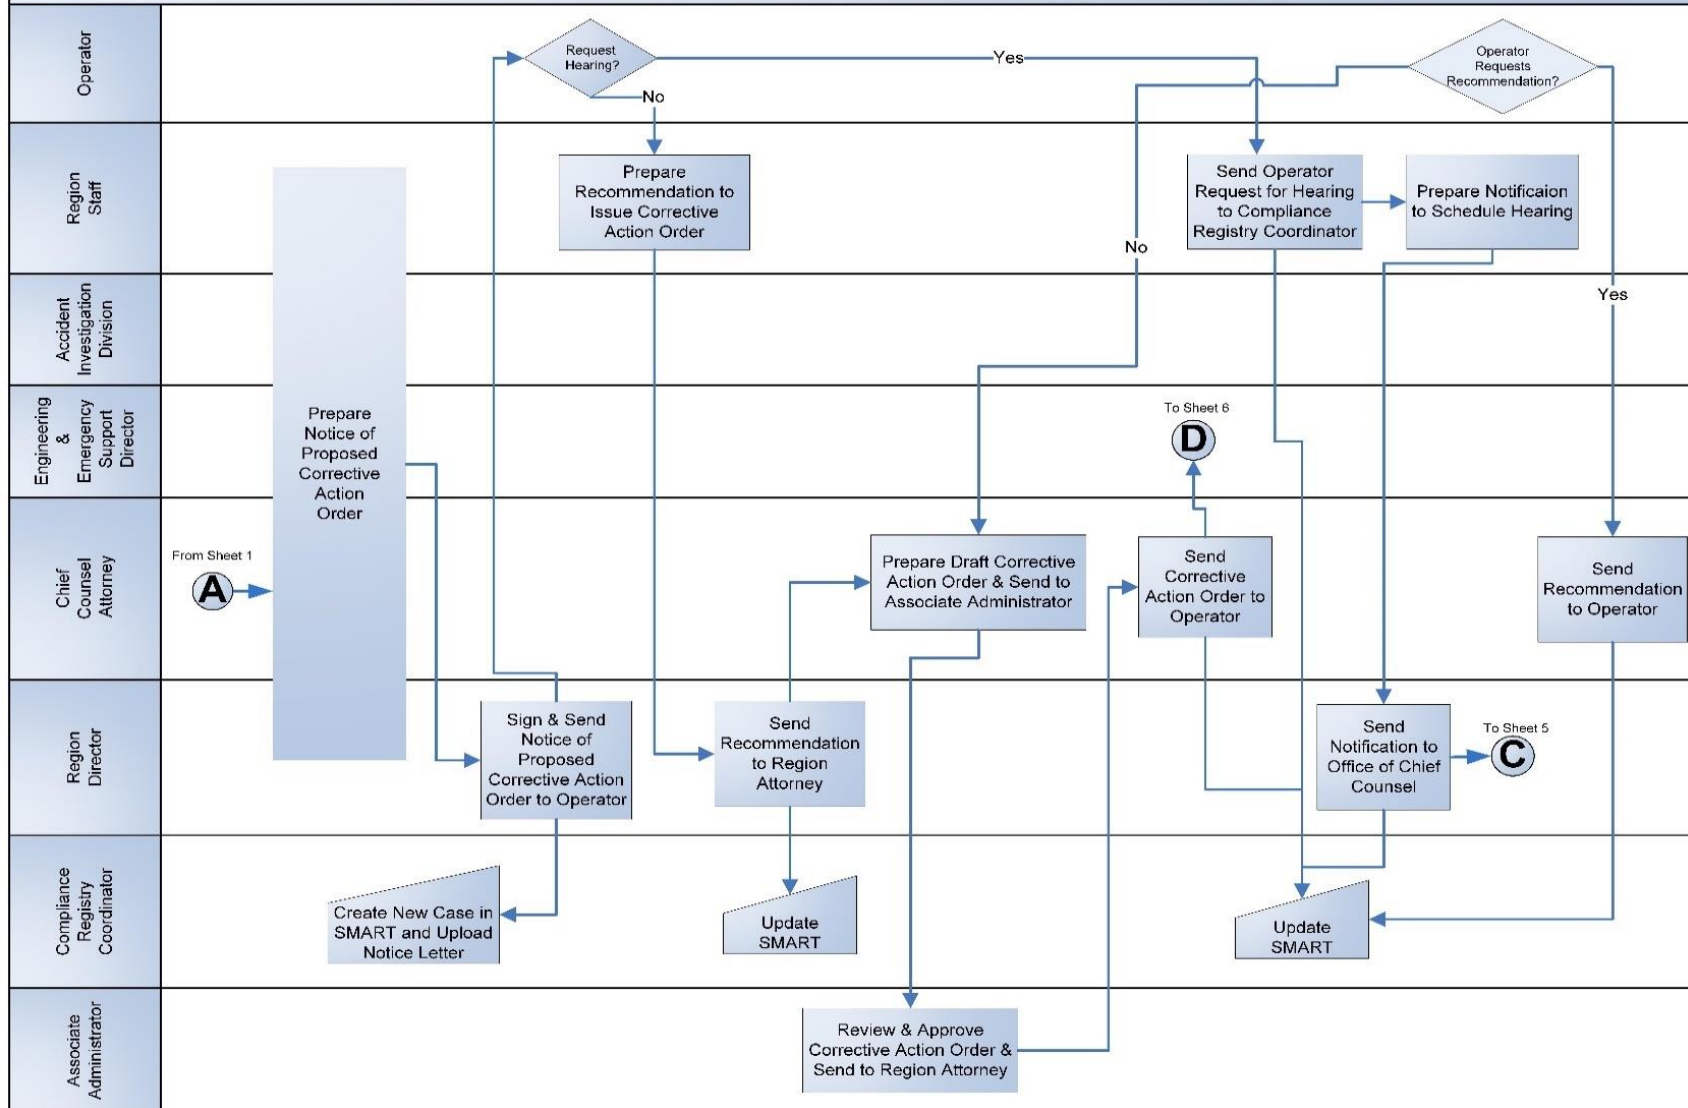 Operator
Request
Hearing?
Yes
No
Operator
Requests
Recommendation?
Region
Staff
Prepare
Recommendation to
Issue Corrective
Action Order
Send Operator
Request for Hearing
to Compliance
Registry Coordinator
Prepare Notificaion
to Schedule Hearing
No
Yes
Accident
Investigation
Division
Engineering
&
Emergency
Support
Director
Prepare
Notice of
Proposed
Corrective
Action
Order
To Sheet 6
D
Chief
Counsel
Attorney
From Sheet 1
A
Prepare Draft Corrective
Action Order & Send to
Associate Administrator
Send
Corrective
Action Order to
Operator
Send
Recommendation
to Operator
Region
Director
Sign & Send
Notice of
Proposed
Corrective Action
Order to Operator
Send
Recommendation
to Region
Attorney
Send
Notification to
Office of Chief
Counsel
To Sheet 5
C
Compliance
Registry
Coordinator
Create New Case in
SMART and Upload
Notice Letter
Update
SMART
Update
SMART
Associate
Administrator
Review & Approve
Corrective Action Order &
Send to Region Attorney